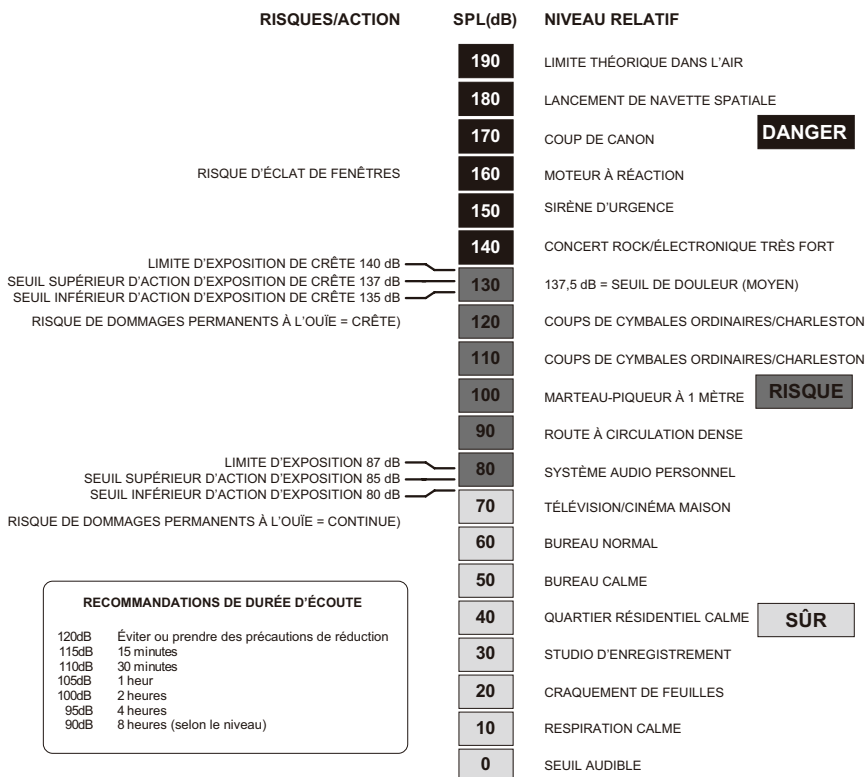 RISQUES/ACTION SPL(dB) NIVEAU RELATIF
190 LIMITE THÉORIQUE DANS L’AIR
180 LANCEMENT DE NAVETTE SPATIALE
170 COUP DE CANON DANGER
RISQUE D’ÉCLAT DE FENÊTRES 160 MOTEUR À RÉACTION
150 SIRÈNE D’URGENCE
140 CONCERT ROCK/ÉLECTRONIQUE TRÈS FORT
LIMITE D’EXPOSITION DE CRÊTE 140 dB
SEUIL SUPÉRIEUR D’ACTION D’EXPOSITION DE CRÊTE 137 dB 130 137,5 dB = SEUIL DE DOULEUR (MOYEN)
SEUIL INFÉRIEUR D’ACTION D’EXPOSITION DE CRÊTE 135 dB
RISQUE DE DOMMAGES PERMANENTS À L’OUÏE = CRÊTE) 120 COUPS DE CYMBALES ORDINAIRES/CHARLESTON
110 COUPS DE CYMBALES ORDINAIRES/CHARLESTON
100 MARTEAU-PIQUEUR À 1 MÈTRE RISQUE
90 ROUTE À CIRCULATION DENSE
LIMITE D’EXPOSITION 87 dB
SEUIL SUPÉRIEUR D’ACTION D’EXPOSITION 85 dB 80 SYSTÈME AUDIO PERSONNEL
SEUIL INFÉRIEUR D’ACTION D’EXPOSITION 80 dB
70 TÉLÉVISION/CINÉMA MAISON
RISQUE DE DOMMAGES PERMANENTS À L’OUÏE = CONTINUE)
60 BUREAU NORMAL
50 BUREAU CALME
40 QUARTIER RÉSIDENTIEL CALME SÛR
30 STUDIO D’ENREGISTREMENT
20 CRAQUEMENT DE FEUILLES
10 RESPIRATION CALME
0 SEUIL AUDIBLE
RECOMMANDATIONS DE DURÉE D’ÉCOUTE
120dB Éviter ou prendre des précautions de réduction
115dB 15 minutes
110dB 30 minutes
105dB 1 heur
100dB 2 heures
95dB 4 heures
90dB 8 heures (selon le niveau)